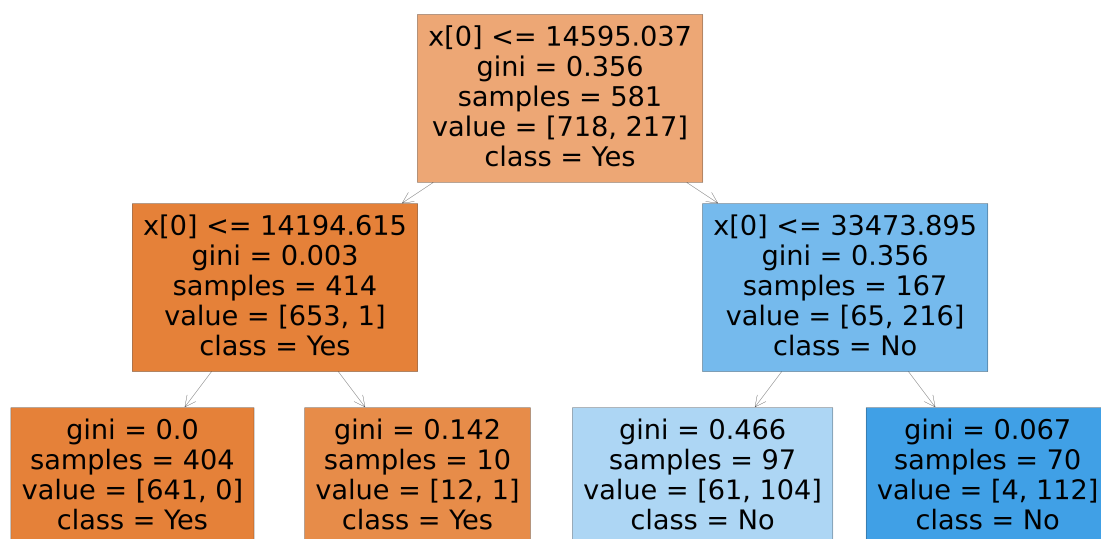 x[0] <= 14595.037
gini = 0.356
samples = 581
value = [718, 217]
class = Yes
x[0] <= 14194.615
gini = 0.003
samples = 414
value = [653, 1]
class = Yes
x[0] <= 33473.895
gini = 0.356
samples = 167
value = [65, 216]
class = No
gini = 0.0
samples = 404
value = [641, 0]
class = Yes
gini = 0.142
samples = 10
value = [12, 1]
class = Yes
gini = 0.466
samples = 97
value = [61, 104]
class = No
gini = 0.067
samples = 70
value = [4, 112]
class = No